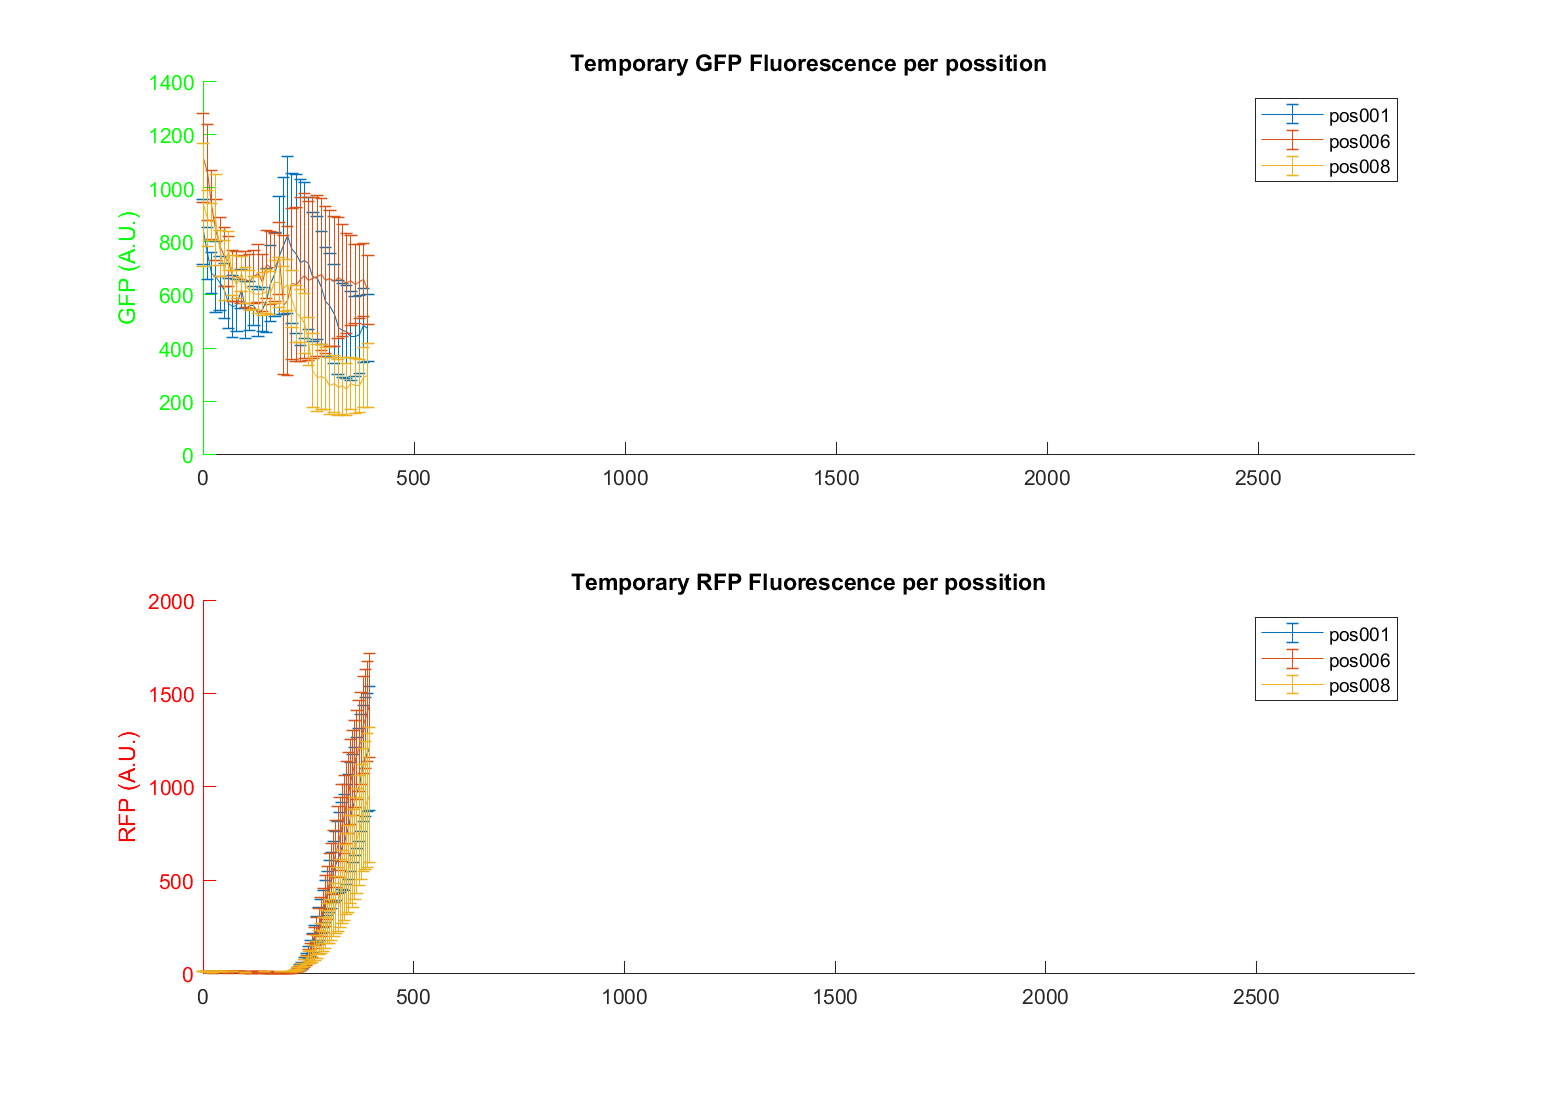 Temporary GFP Fluorescence per possition
1400
1200
1000
800
600
400
200
0
GFP (A.U.)
pos001
pos006
pos008
0 500 1000 1500 2000 2500
Temporary RFP Fluorescence per possition
2000
1500
1000
500
0
RFP (A.U.)
pos001
pos006
pos008
0 500 1000 1500 2000 2500